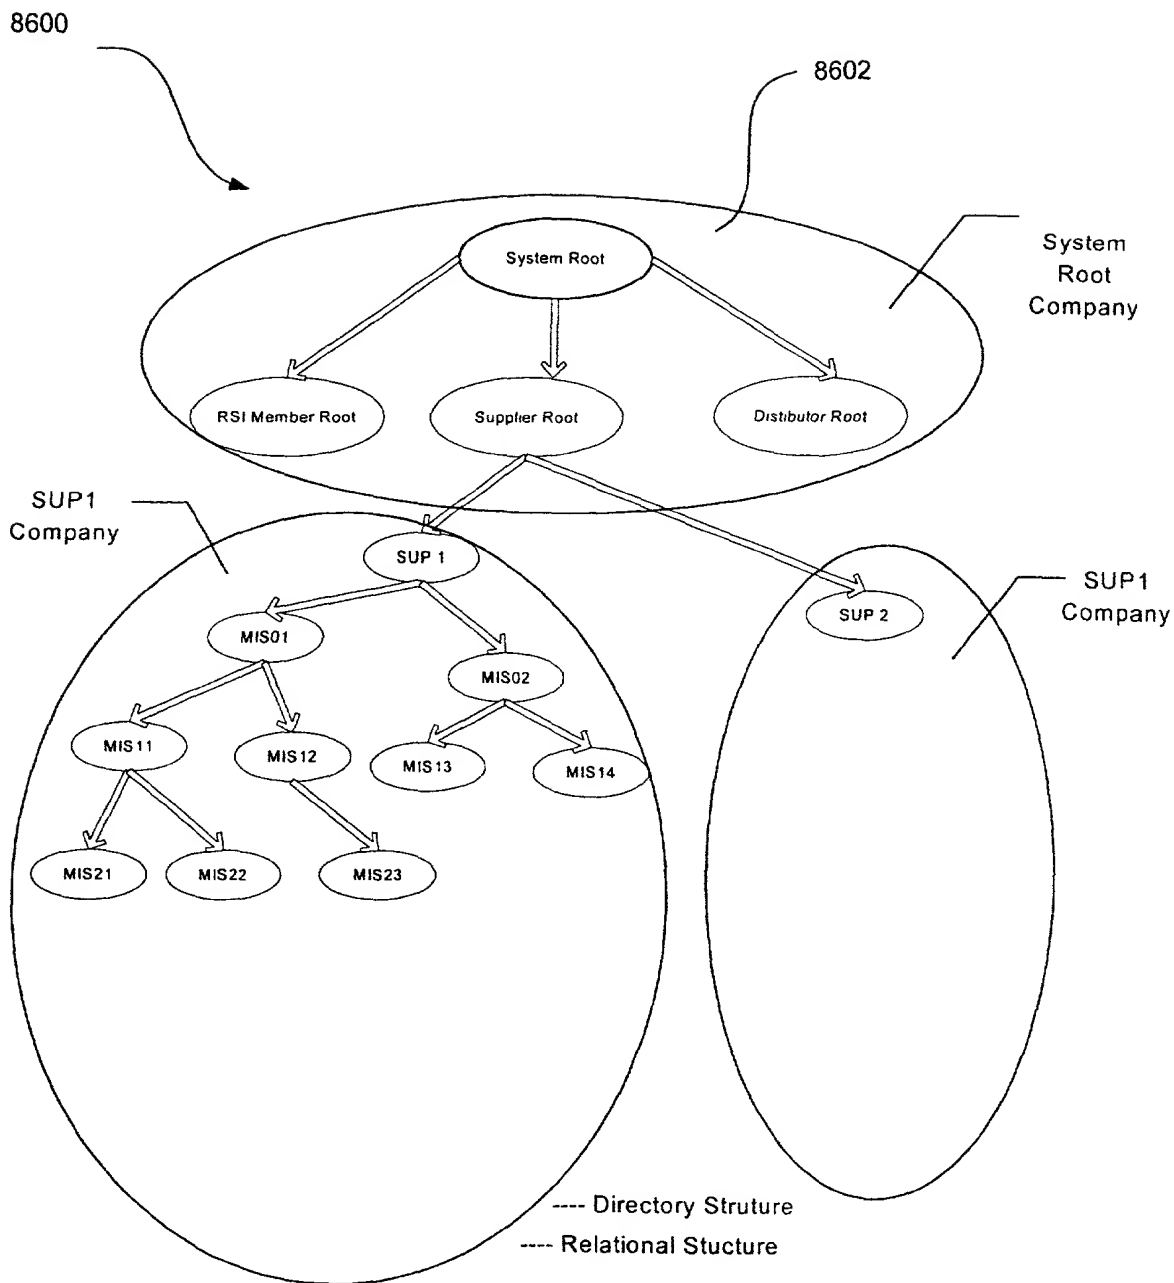 8600
8602
System Root
System
Root
Company
RSI Member Root
Supplier Root
Distibutor Root
SUP1
Company
SUP 1
SUP1
Company
SUP 2
MIS01
MIS02
MIS11
MIS12
MIS13
MIS14
MIS21
MIS22
MIS23
---- Directory Struture
---- Relational Stucture